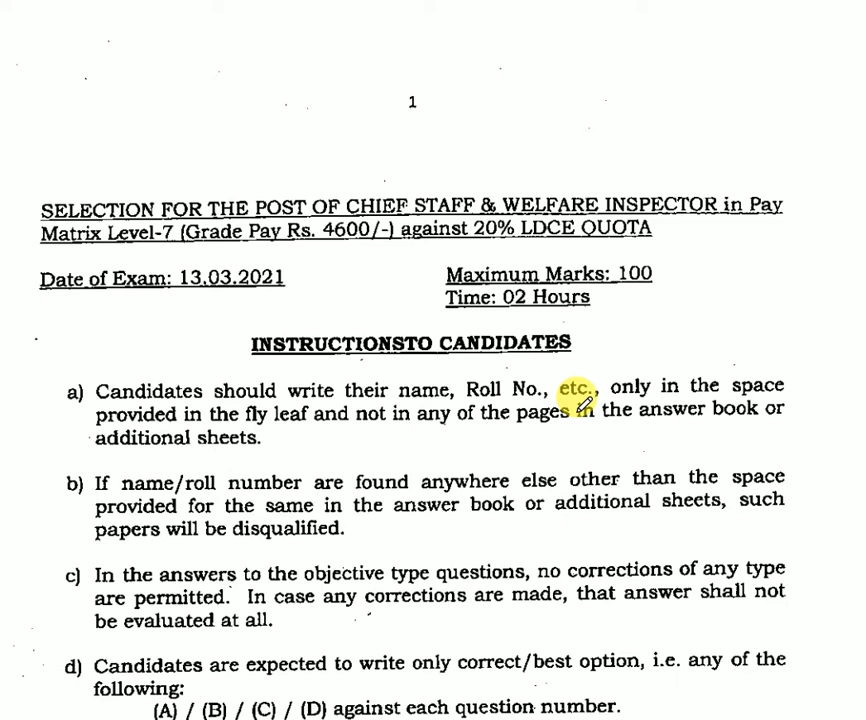 1
SELECTION FOR THE POST OF CHIEF STAFF & WELFARE INSPECTOR in Pay
Matrix Level-7 (Grade Pay Rs. 4600/-) against 20% LDCE QUOTA
Date of Exam: 13.03.2021
Maximum Marks: 100
Time: 02 Hours
INSTRUCTIONSTO CANDIDATES
a) Candidates should write their name, Roll No., etc., only in the space
provided in the fly leaf and not in any of the pages in the answer book or
additional sheets.
b) If name/roll number are found anywhere else other than the space
provided for the same in the answer book or additional sheets, such
papers will be disqualified.
c) In the answers to the objective type questions, no corrections of any type
are permitted. In case any corrections are made, that answer shall not
be evaluated at all.
d) Candidates are expected to write only correct/best option, i.e. any of the
following:
(A) / (B) / (C) / (D) against each question number.